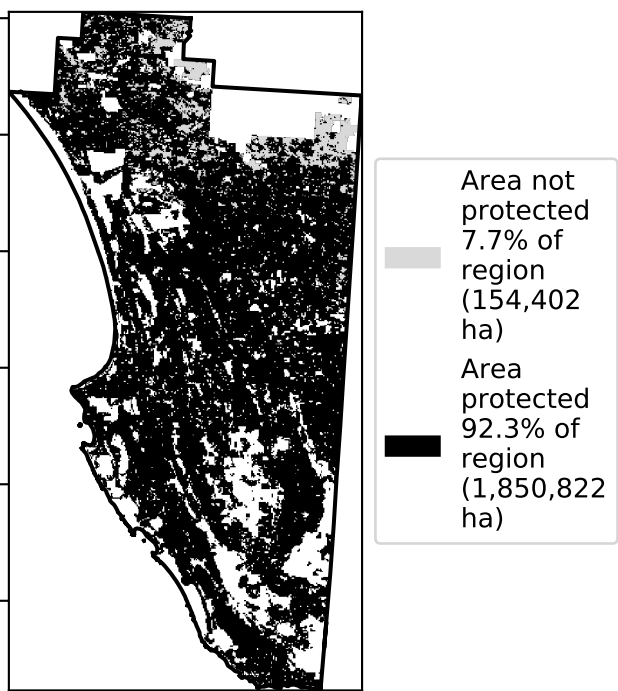 Area not
protected
7.7% of
region
(154,402
ha)
Area
protected
92.3% of
region
(1,850,822
ha)